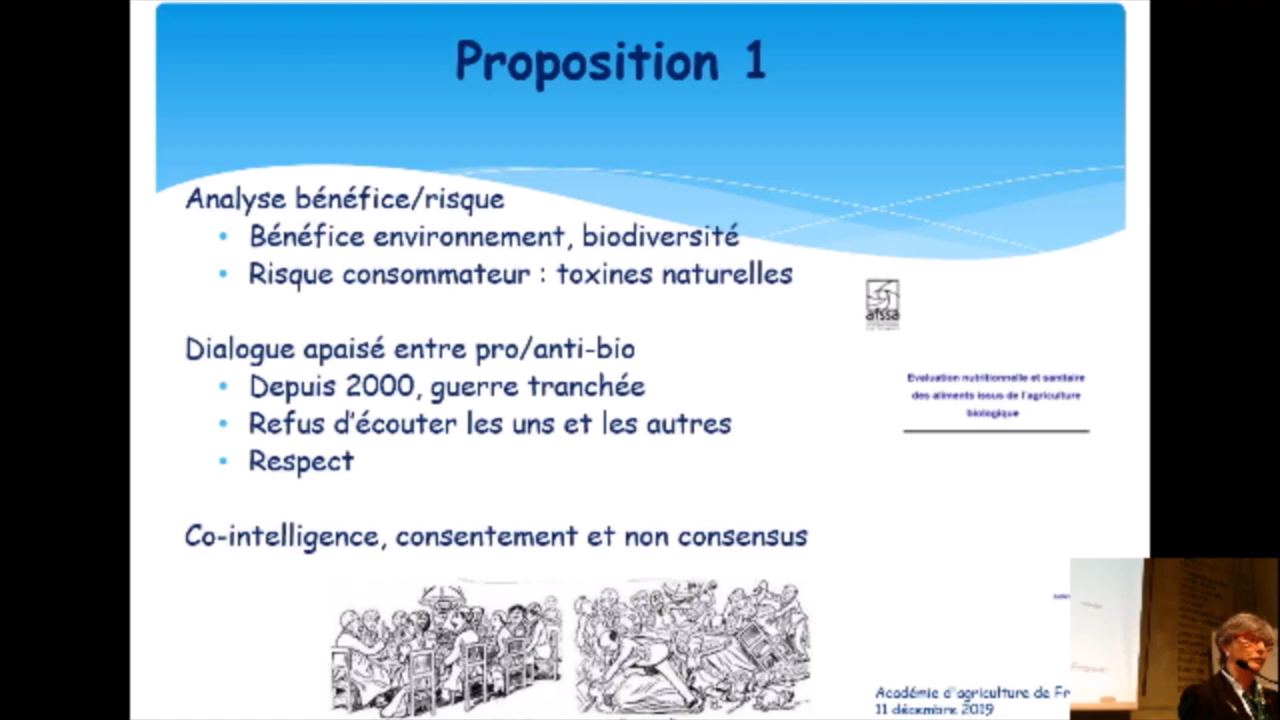 Proposition 1
Analyse bénéfice/risque
• Bénéfice environnement, biodiversité
• Risque consommateur : toxines naturelles
afssa
Dialogue apaisé entre pro/anti-bio
• Depuis 2000, guerre tranchée
• Refus d'écouter les uns et les autres
• Respect
Evaluation nutritionnelle et sanitaire
des aliments issus de l'agriculture
biologique
Co-intelligence, consentement et non consensus
Académie d'agriculture de Fr
11 décembre 2019